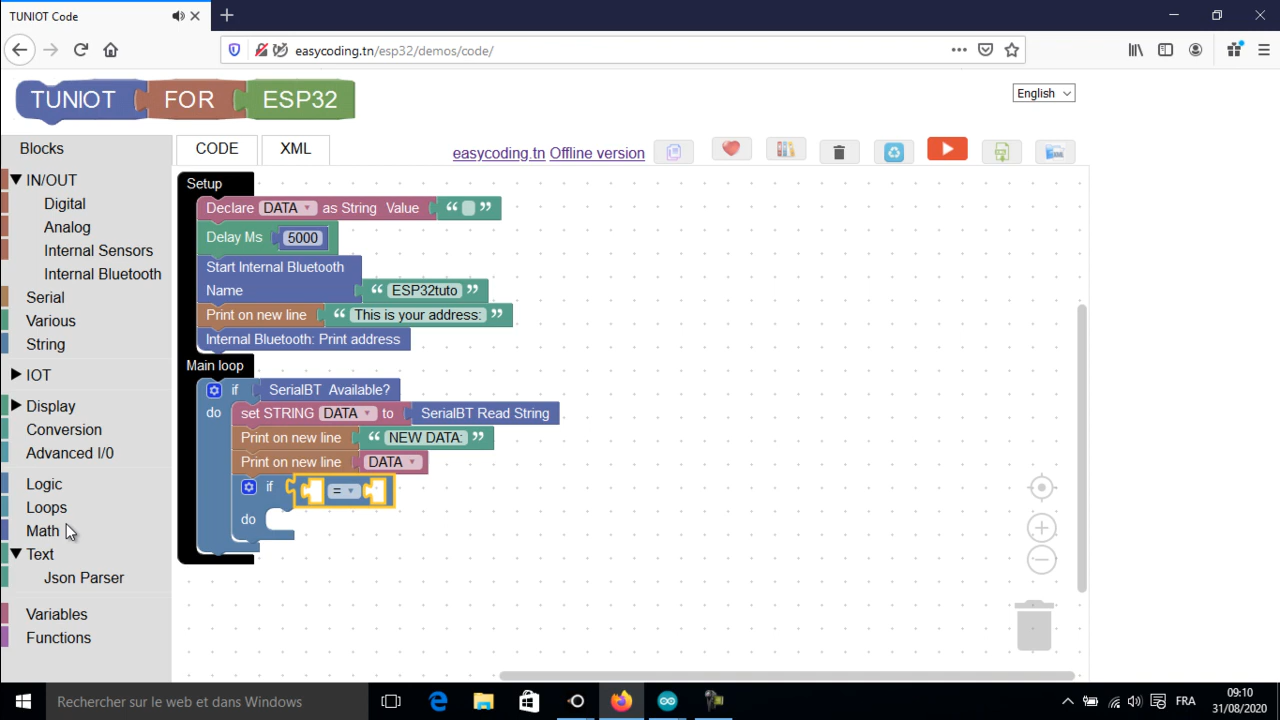 TUNIOT Code
easycoding.tn/esp32/demos/code/
TUNIOT FOR ESP32
English
Blocks
CODE XML
easycoding.tn Offline version
IN/OUT
Digital
Analog
Internal Sensors
Internal Bluetooth
Serial
Various
String
IOT
Display
Conversion
Advanced I/0
Logic
Loops
Math
Text
Json Parser
Variables
Functions
Setup
Declare DATA as String Value “ ”
Delay Ms 5000
Start Internal Bluetooth
Name “ ESP32tuto ”
Print on new line “ This is your address: ”
Internal Bluetooth: Print address
Main loop
if SerialBT Available?
do set STRING DATA to SerialBT Read String
Print on new line “ NEW DATA: ”
Print on new line DATA
if =
do
Rechercher sur le web et dans Windows
FRA
09:10
31/08/2020